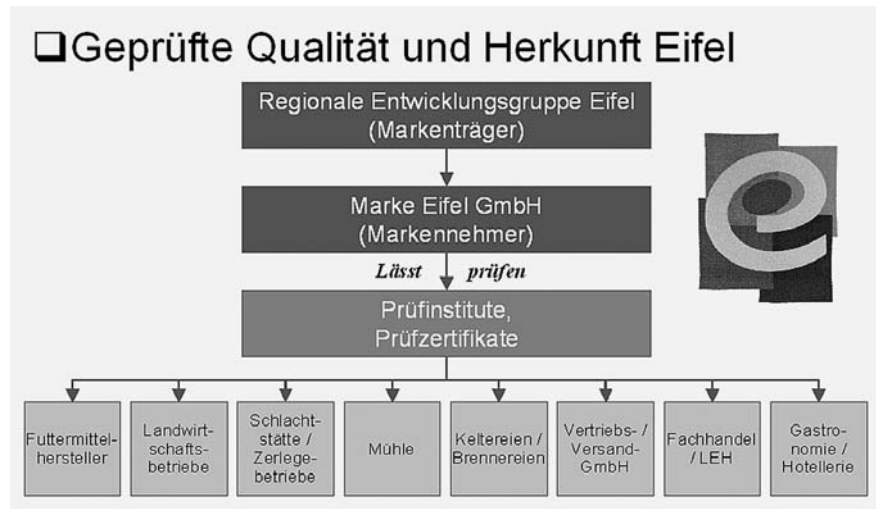 ❑Geprüfte Qualität und Herkunft Eifel
Regionale Entwicklungsgruppe Eifel
(Markenträger)
Marke Eifel GmbH
(Markennehmer)
Lässt prüfen
Prüfinstitute,
Prüfzertifikate
Futtermittel-
hersteller
Landwirt-
schafts-
betriebe
Schlacht-
stätte /
Zerlege-
betriebe
Mühle
Keltereien /
Brennereien
Vertriebs- /
Versand-
GmbH
Fachhandel
/ LEH
Gastro-
nomie /
Hotellerie
e